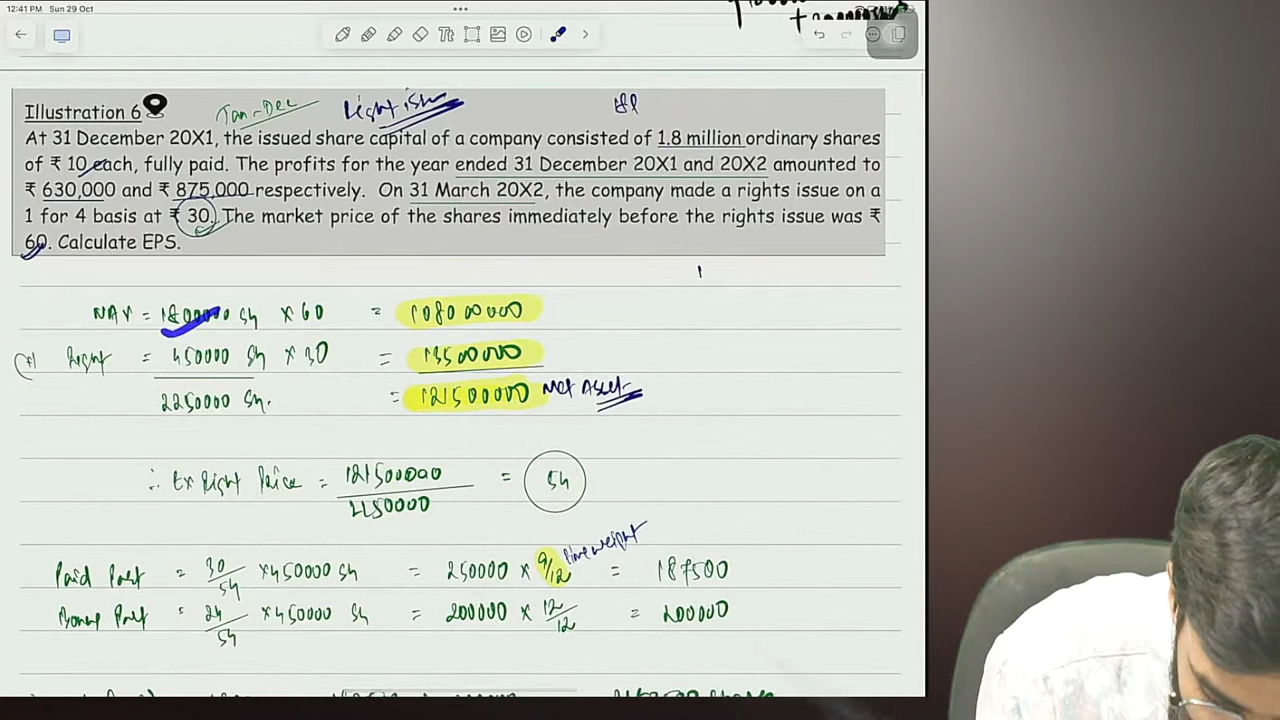 12:41 PM Sun 29 Oct
Illustration 6 Jan-Dec Right issue
At 31 December 20X1, the issued share capital of a company consisted of 1.8 million ordinary shares
of ₹ 10 each, fully paid. The profits for the year ended 31 December 20X1 and 20X2 amounted to
₹ 630,000 and ₹ 875,000 respectively. On 31 March 20X2, the company made a rights issue on a
1 for 4 basis at ₹ 30. The market price of the shares immediately before the rights issue was ₹
60. Calculate EPS.
NAV = 1800000 sh × 60 = 108000000
(+) Right = 450000 sh × 30 = 13500000
2250000 sh. = 121500000 Net Asset
∴ Ex Right Price = 121500000 / 2250000 = 54
Paid Part = 30/54 × 450000 sh = 250000 × 9/12 = 187500 Time weight
Bonus Part = 24/54 × 450000 sh = 200000 × 12/12 = 200000